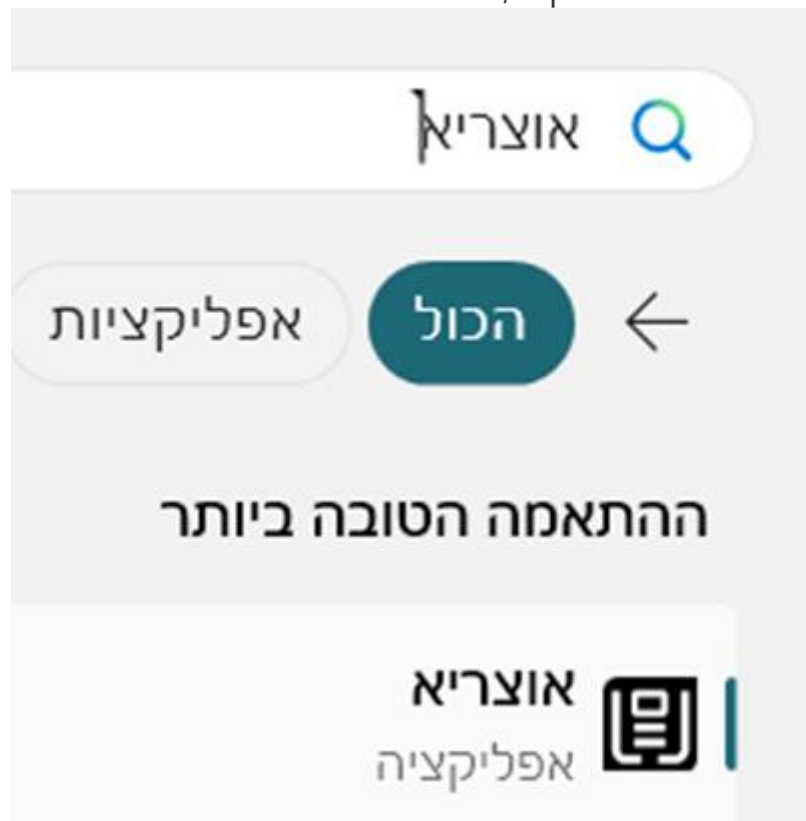 אוצריא
הכול אפליקציות
ההתאמה הטובה ביותר
אוצריא
אפליקציה